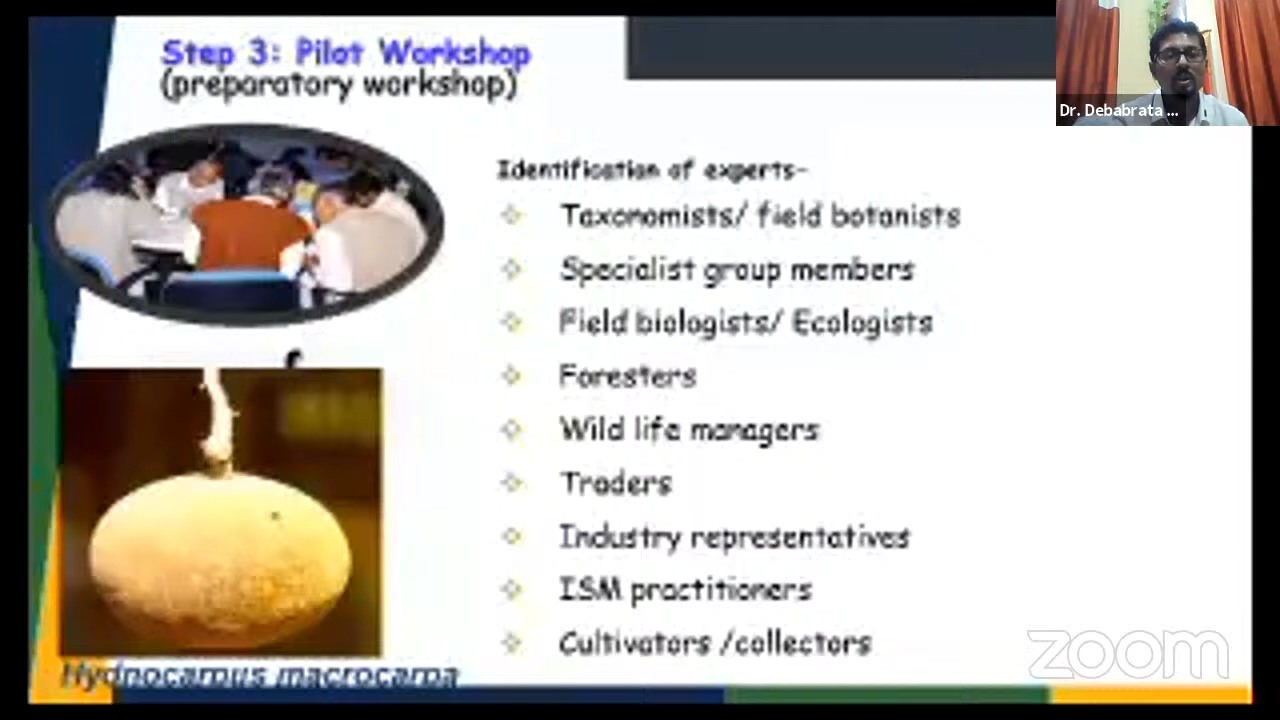 Step 3: Pilot Workshop
(preparatory workshop)
Dr. Debabrata ...
Identification of experts-
Taxonomists/ field botanists
Specialist group members
Field biologists/ Ecologists
Foresters
Wild life managers
Traders
Industry representatives
ISM practitioners
Cultivators /collectors
Hydnocarpus macrocarpa
zoom